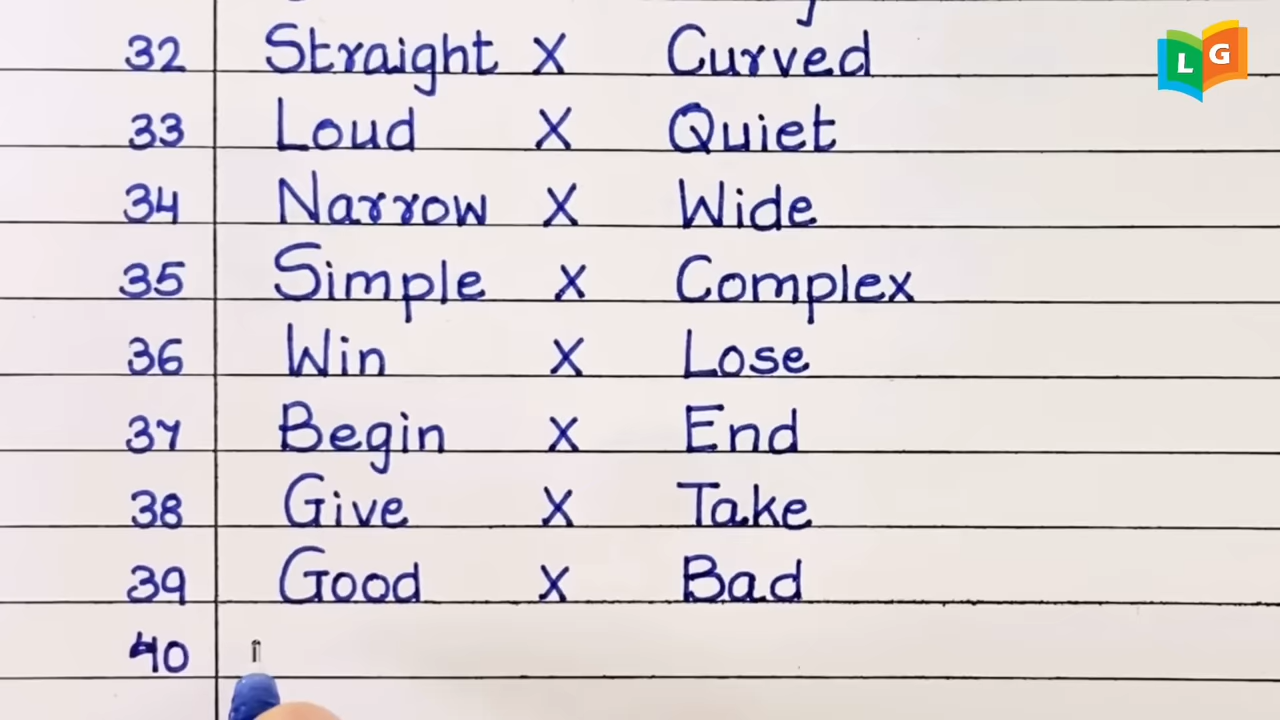 L G
32 Straight X Curved
33 Loud X Quiet
34 Narrow X Wide
35 Simple X Complex
36 Win X Lose
37 Begin X End
38 Give X Take
39 Good X Bad
40